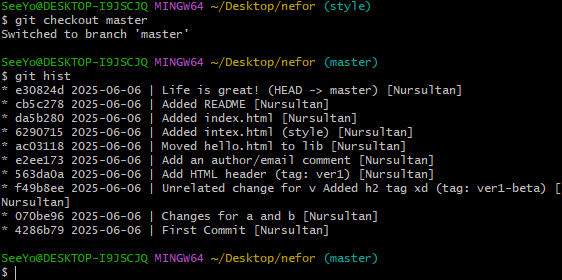 SeeYo@DESKTOP-I9JSCJQ MINGW64 ~/Desktop/nefor (style)
$ git checkout master
Switched to branch 'master'
SeeYo@DESKTOP-I9JSCJQ MINGW64 ~/Desktop/nefor (master)
$ git hist
* e30824d 2025-06-06 | Life is great! (HEAD -> master) [Nursultan]
* cb5c278 2025-06-06 | Added README [Nursultan]
* da5b280 2025-06-06 | Added index.html [Nursultan]
* 6290715 2025-06-06 | Added intex.html (style) [Nursultan]
* ac03118 2025-06-06 | Moved hello.html to lib [Nursultan]
* e2ee173 2025-06-06 | Add an author/email comment [Nursultan]
* 563da0a 2025-06-06 | Add HTML header (tag: ver1) [Nursultan]
* f49b8ee 2025-06-06 | Unrelated change for v Added h2 tag xd (tag: ver1-beta) [
Nursultan]
* 070be96 2025-06-06 | Changes for a and b [Nursultan]
* 4286b79 2025-06-06 | First Commit [Nursultan]
SeeYo@DESKTOP-I9JSCJQ MINGW64 ~/Desktop/nefor (master)
$